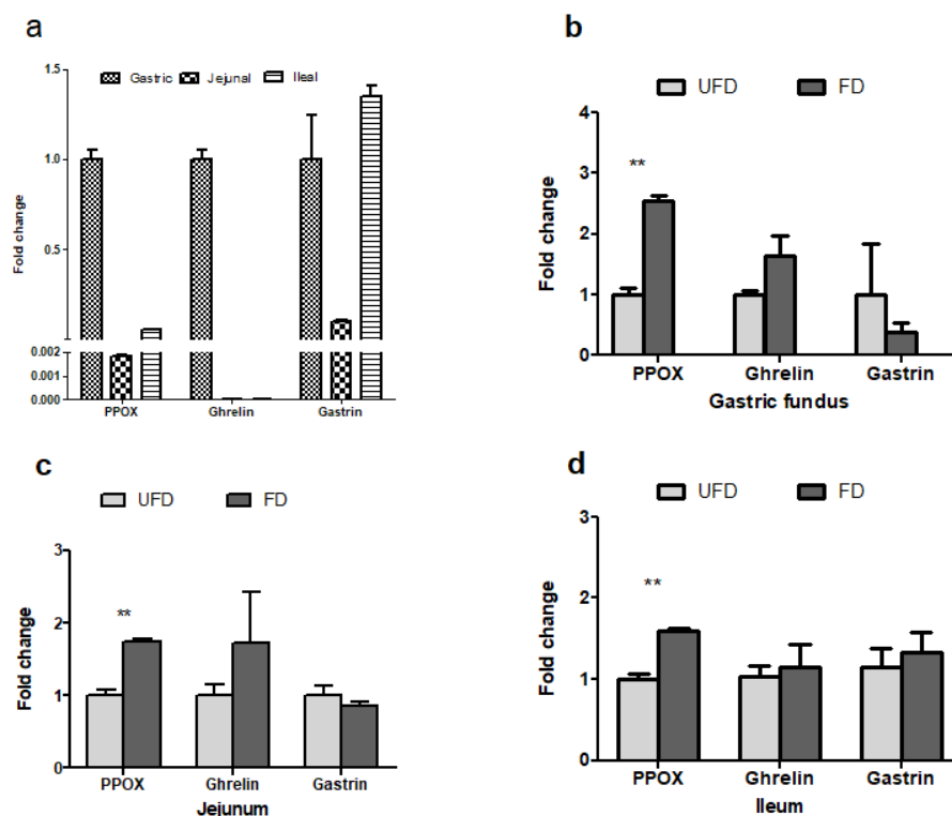 a
Gastric Jejunal Ileal
Fold change
1.5
1.0
0.5
0.002
0.001
0.000
PPOX Ghrelin Gastrin
b
UFD FD
Fold change
4
3
2
1
0
**
PPOX Ghrelin Gastrin
Gastric fundus
c
UFD FD
Fold change
3
2
1
0
**
PPOX Ghrelin Gastrin
Jejunum
d
UFD FD
Fold change
3
2
1
0
**
PPOX Ghrelin Gastrin
Ileum